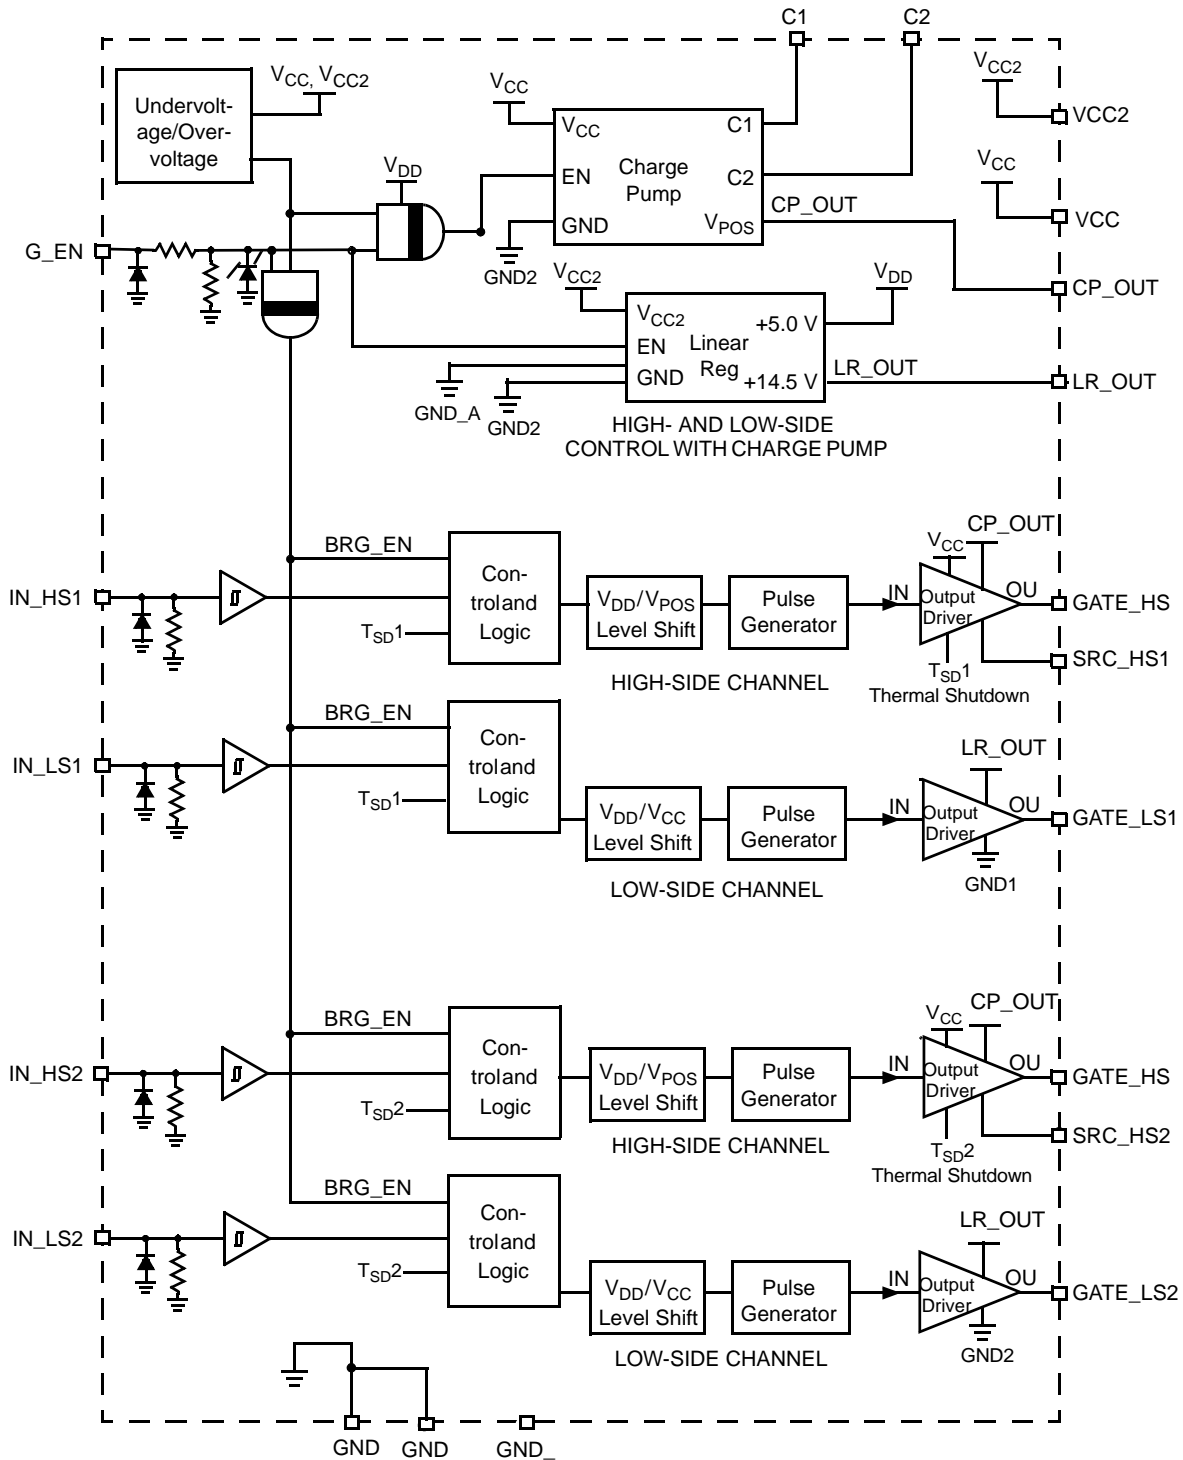 C1
C2
Undervolt-
age/Over-
voltage
VCC, VCC2
VCC
VCC
EN
GND
Charge
Pump
C1
C2
VPOS
CP_OUT
VCC2
VCC2
VCC
VCC
VDD
G_EN
GND2
VCC2
VDD
CP_OUT
VCC2
EN
GND
Linear
Reg
+5.0 V
+14.5 V
LR_OUT
LR_OUT
GND_A
GND2
HIGH- AND LOW-SIDE
CONTROL WITH CHARGE PUMP
IN_HS1
BRG_EN
TSD1
Con-
troland
Logic
VDD/VPOS
Level Shift
Pulse
Generator
IN
VCC
CP_OUT
Output
Driver
OU
GATE_HS
SRC_HS1
TSD1
Thermal Shutdown
HIGH-SIDE CHANNEL
IN_LS1
BRG_EN
TSD1
Con-
troland
Logic
VDD/VCC
Level Shift
Pulse
Generator
IN
LR_OUT
Output
Driver
OU
GATE_LS1
GND1
LOW-SIDE CHANNEL
IN_HS2
BRG_EN
TSD2
Con-
troland
Logic
VDD/VPOS
Level Shift
Pulse
Generator
IN
VCC
CP_OUT
Output
Driver
OU
GATE_HS
SRC_HS2
TSD2
Thermal Shutdown
HIGH-SIDE CHANNEL
IN_LS2
BRG_EN
TSD2
Con-
troland
Logic
VDD/VCC
Level Shift
Pulse
Generator
IN
LR_OUT
Output
Driver
OU
GATE_LS2
GND2
LOW-SIDE CHANNEL
GND
GND
GND_